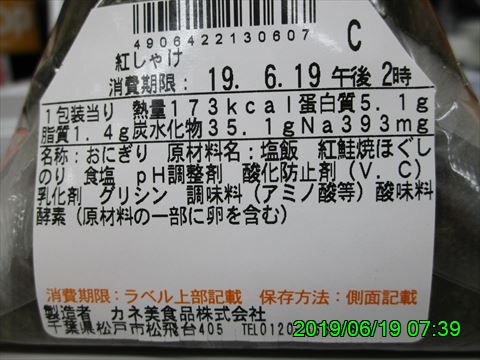 4906422130607
C
紅しゃけ
消費期限: 19. 6.19午後2時
1包装当り 熱量173kcal蛋白質5.1g
脂質1.4g炭水化物35.1gNa393mg
名称:おにぎり 原材料名:塩飯 紅鮭焼ほぐし
のり 食塩 pH調整剤 酸化防止剤(V.C)
乳化剤 グリシン 調味料(アミノ酸等)酸味料
酵素(原材料の一部に卵を含む)
消費期限:ラベル上部記載 保存方法:側面記載
製造者 カネ美食品株式会社
千葉県松戸市松飛台405 TEL0120
2019/06/19 07:39